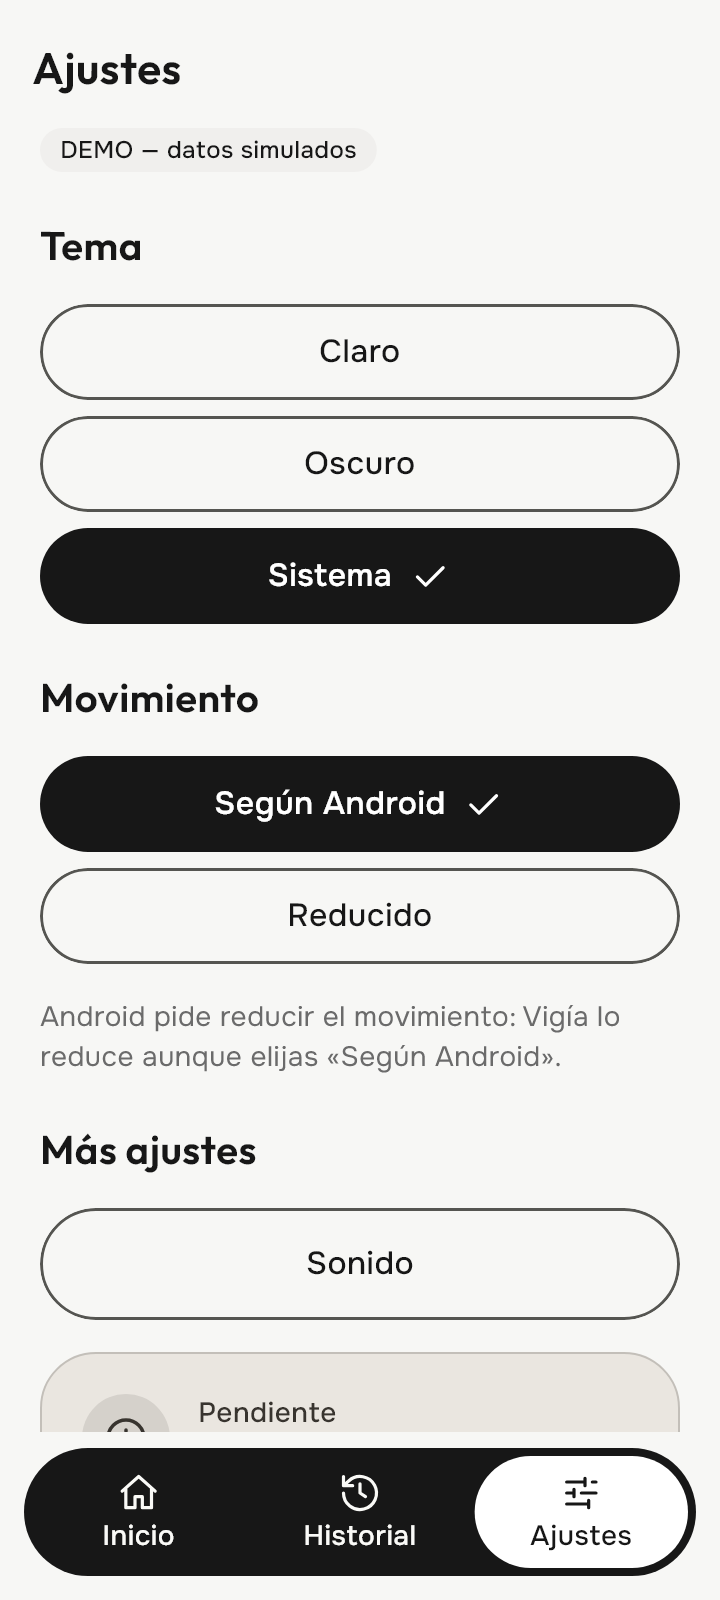 Ajustes
DEMO — datos simulados
Tema
Claro
Oscuro
Sistema
Movimiento
Según Android
Reducido
Android pide reducir el movimiento: Vigía lo
reduce aunque elijas «Según Android».
Más ajustes
Sonido
Pendiente
Inicio
Historial
Ajustes